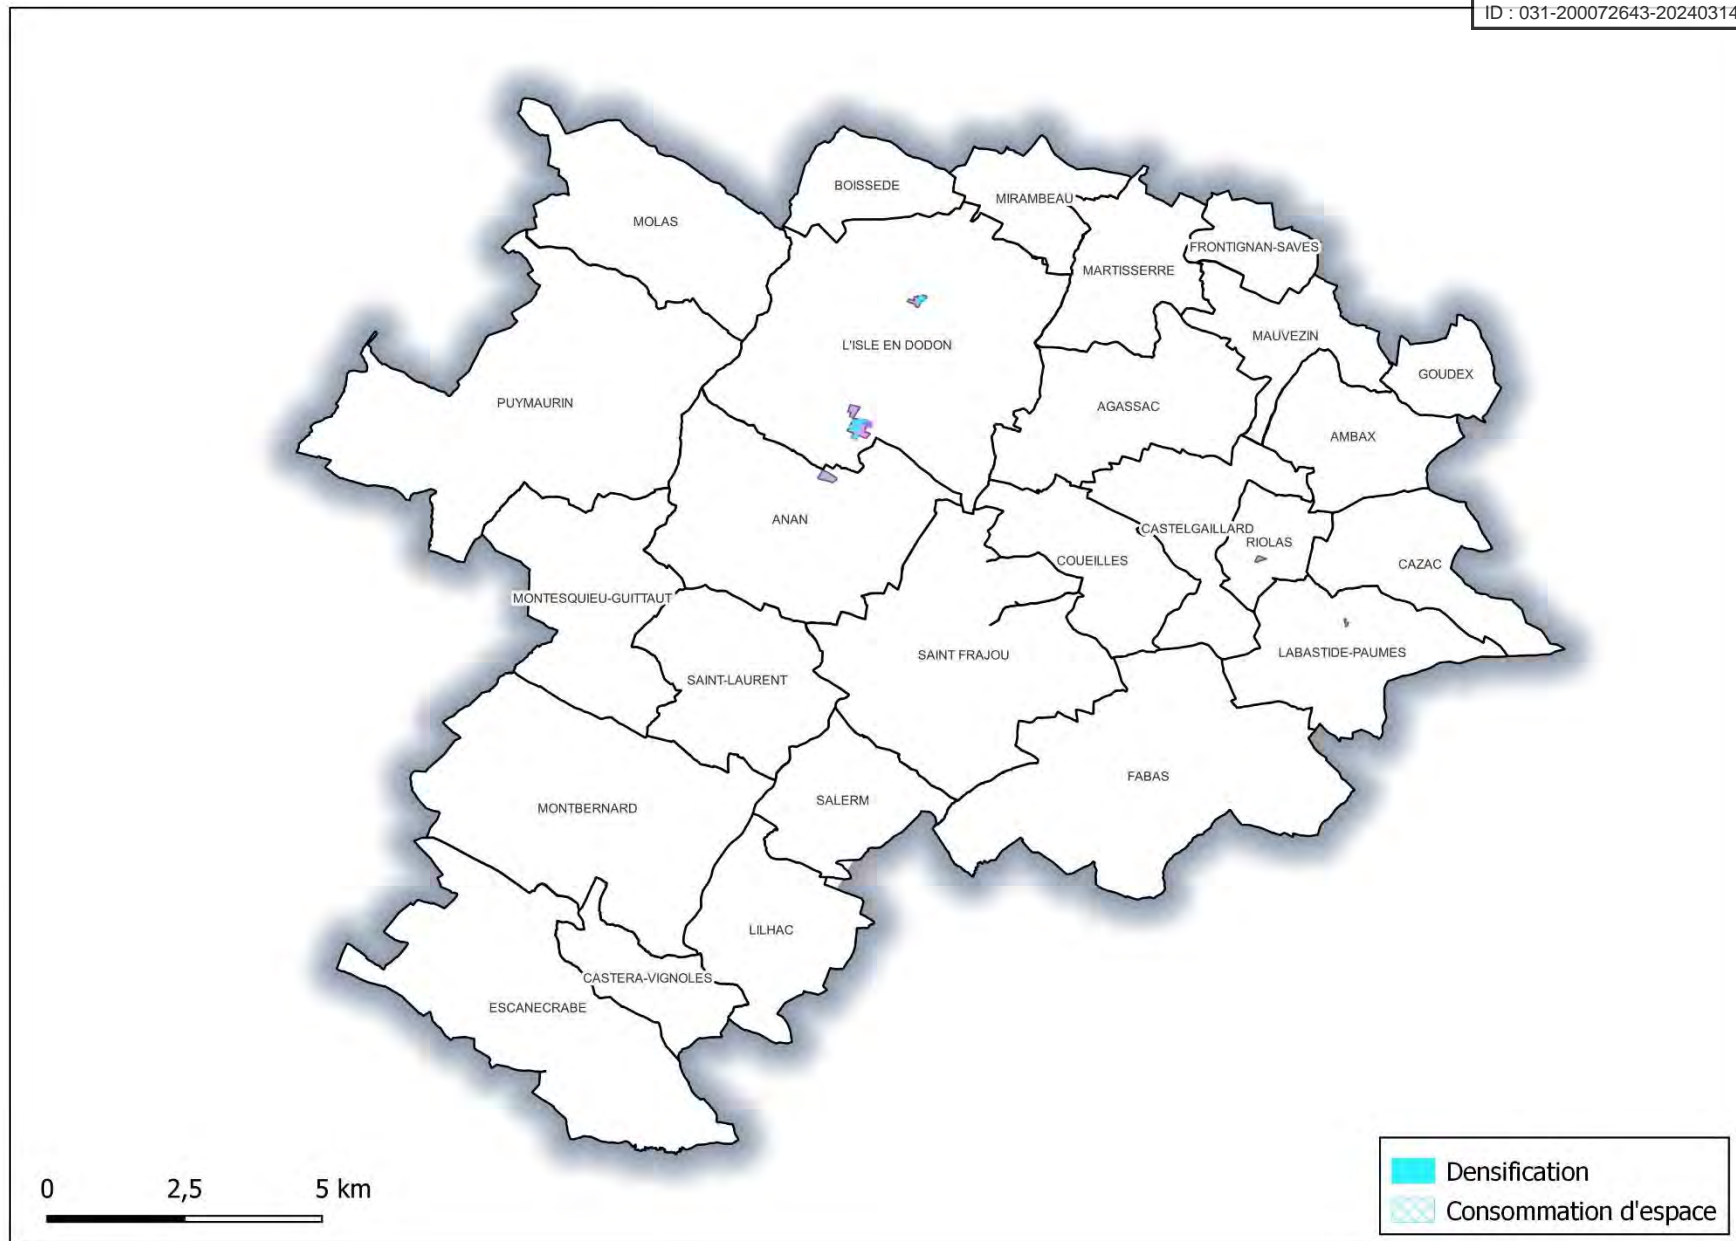 ID : 031-200072643-20240314
BOISSEDE
MIRAMBEAU
MOLAS
FRONTIGNAN-SAVES
MARTISSERRE
L'ISLE EN DODON
MAUVEZIN
GOUDEX
PUYMAURIN
AGASSAC
AMBAX
ANAN
CASTELGAILLARD
RIOLAS
COUEILLES
CAZAC
MONTESQUIEU-GUITTAUT
SAINT FRAJOU
LABASTIDE-PAUMES
SAINT-LAURENT
FABAS
MONTBERNARD
SALERM
LILHAC
CASTERA-VIGNOLES
ESCANECRABE
0 2,5 5 km
Densification
Consommation d'espace